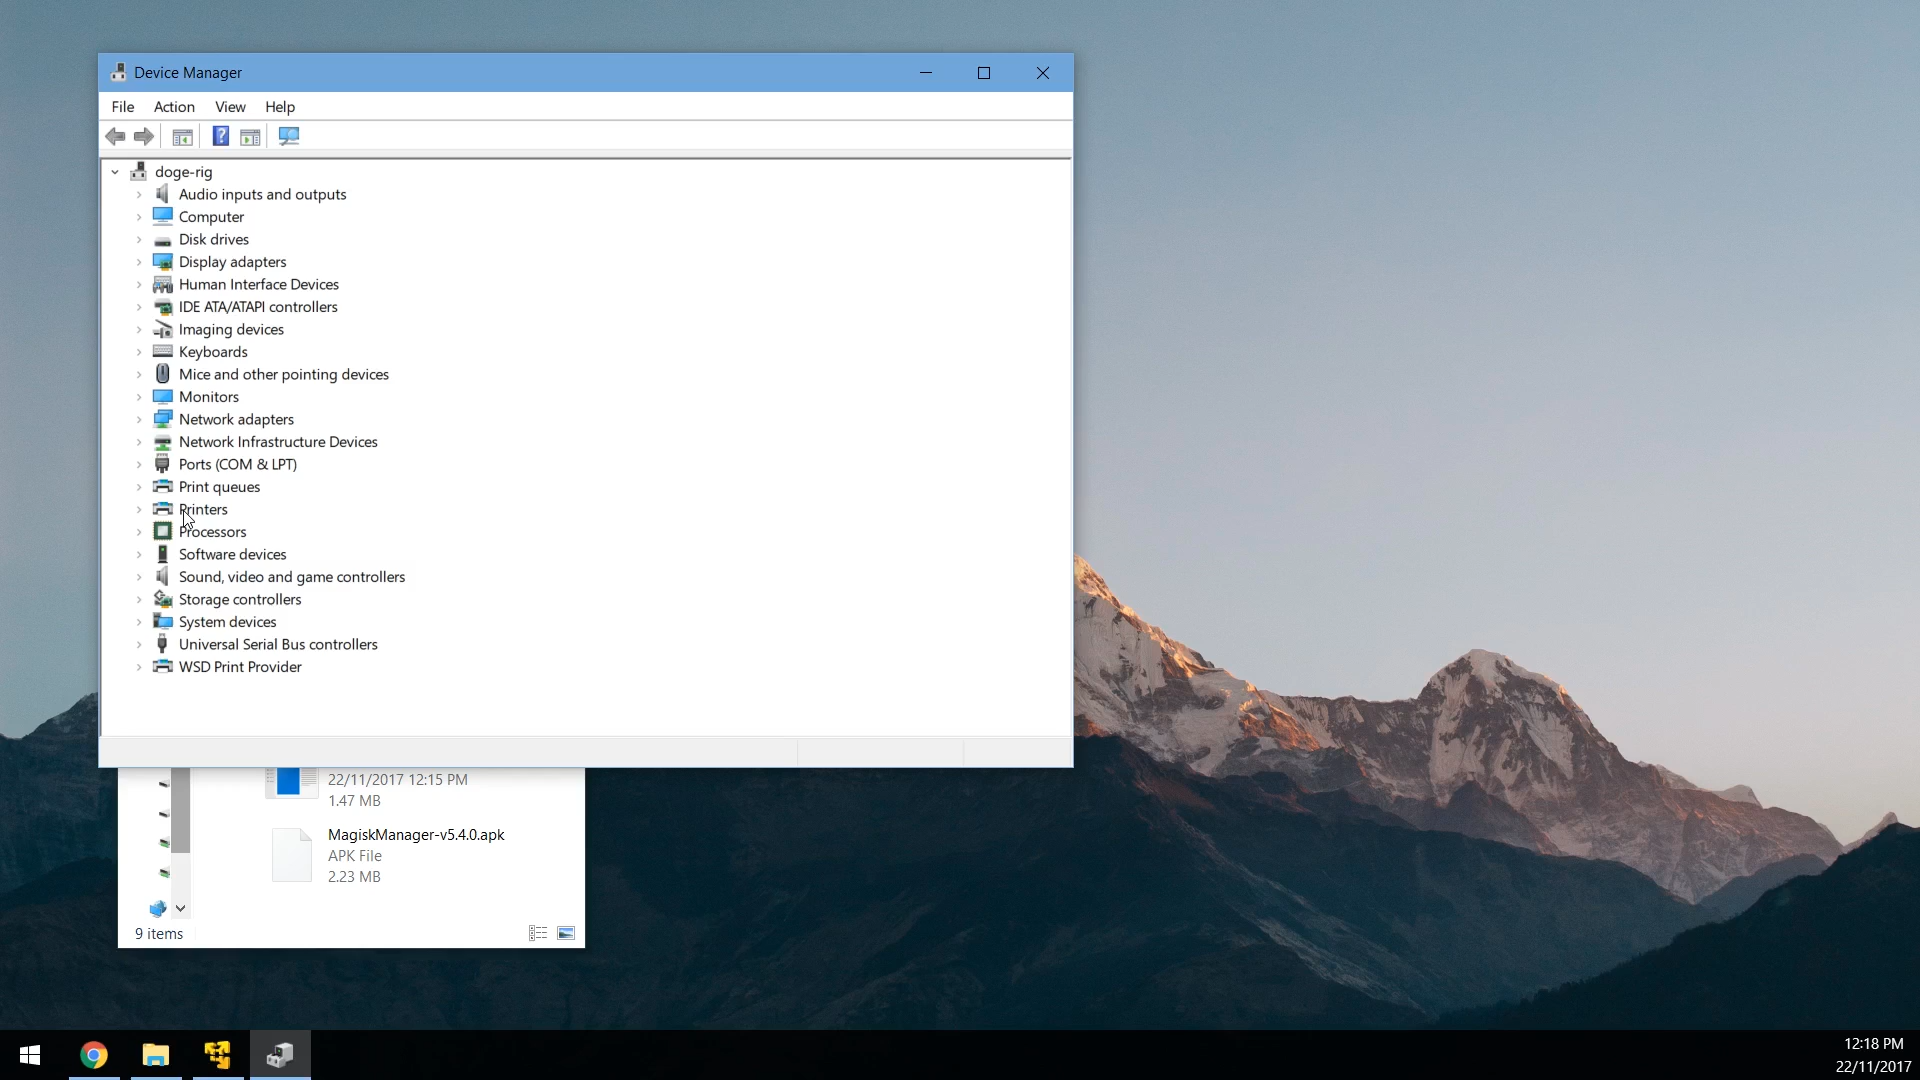 Device Manager
File Action View Help
doge-rig
Audio inputs and outputs
Computer
Disk drives
Display adapters
Human Interface Devices
IDE ATA/ATAPI controllers
Imaging devices
Keyboards
Mice and other pointing devices
Monitors
Network adapters
Network Infrastructure Devices
Ports (COM & LPT)
Print queues
Printers
Processors
Software devices
Sound, video and game controllers
Storage controllers
System devices
Universal Serial Bus controllers
WSD Print Provider
22/11/2017 12:15 PM
1.47 MB
MagiskManager-v5.4.0.apk
APK File
2.23 MB
9 items
12:18 PM
22/11/2017